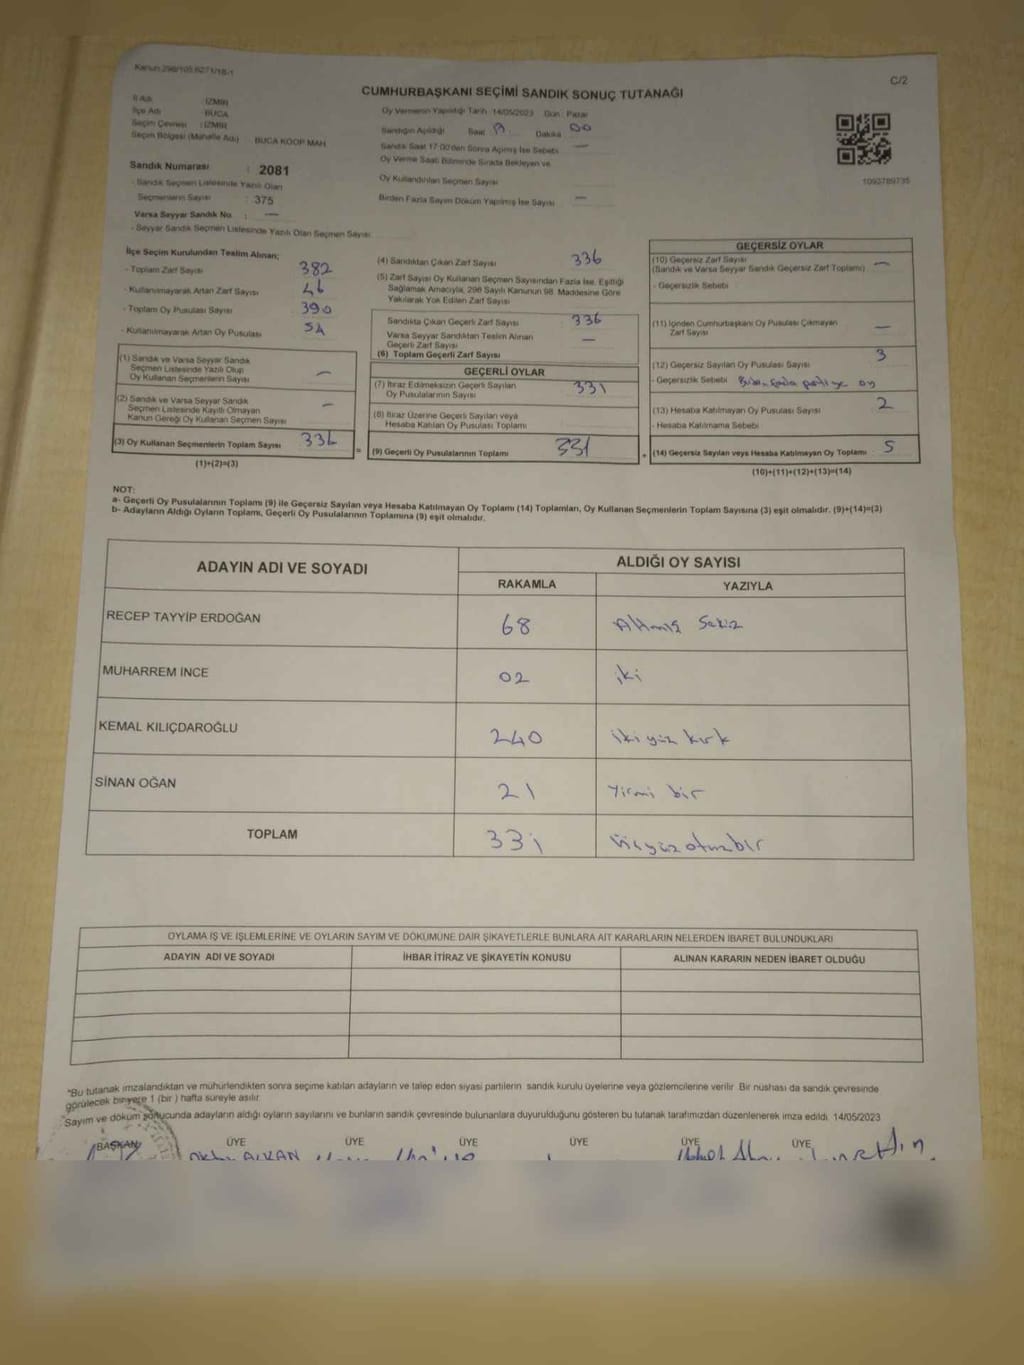 Kanun:298/105,6271/18-1
C/2
CUMHURBAŞKANI SEÇİMİ SANDIK SONUÇ TUTANAĞI
İl Adı : İZMİR
İlçe Adı : BUCA
Seçim Çevresi : İZMİR
Seçim Bölgesi (Mahalle Adı) : BUCA KOOP MAH
Oy Vermenin Yapıldığı Tarih : 14/05/2023 Gün : Pazar
Sandığın Açıldığı Saat Dakika 00
Sandık Saat 17:00'den Sonra Açılmış İse Sebebi —
Oy Verme Saati Bitiminde Sırada Bekleyen ve
Oy Kullandırılan Seçmen Sayısı
Birden Fazla Sayım Döküm Yapılmış İse Sayısı —
1092789735
Sandık Numarası : 2081
- Sandık Seçmen Listesinde Yazılı Olan
Seçmenlerin Sayısı : 375
Varsa Seyyar Sandık No : —
- Seyyar Sandık Seçmen Listesinde Yazılı Olan Seçmen Sayısı:
İlçe Seçim Kurulundan Teslim Alınan;
- Toplam Zarf Sayısı 382
- Kullanılmayarak Artan Zarf Sayısı 46
- Toplam Oy Pusulası Sayısı 390
- Kullanılmayarak Artan Oy Pusulası 54
(1) Sandık ve Varsa Seyyar Sandık
Seçmen Listesinde Yazılı Olup
Oy Kullanan Seçmenlerin Sayısı —
(2) Sandık ve Varsa Seyyar Sandık
Seçmen Listesinde Kayıtlı Olmayan
Kanun Gereği Oy Kullanan Seçmen Sayısı —
(3) Oy Kullanan Seçmenlerin Toplam Sayısı 336
(1)+(2)=(3)
(4) Sandıktan Çıkan Zarf Sayısı 336
(5) Zarf Sayısı Oy Kullanan Seçmen Sayısından Fazla İse, Eşitliği
Sağlamak Amacıyla, 298 Sayılı Kanunun 98. Maddesine Göre
Yakılarak Yok Edilen Zarf Sayısı
Sandıkta Çıkan Geçerli Zarf Sayısı 336
Varsa Seyyar Sandıktan Teslim Alınan
Geçerli Zarf Sayısı —
(6) Toplam Geçerli Zarf Sayısı
GEÇERLİ OYLAR
(7) İtiraz Edilmeksizin Geçerli Sayılan
Oy Pusulalarının Sayısı 331
(8) İtiraz Üzerine Geçerli Sayılan veya
Hesaba Katılan Oy Pusulası Toplamı
= (9) Geçerli Oy Pusulalarının Toplamı 331
GEÇERSİZ OYLAR
(10) Geçersiz Zarf Sayısı —
(Sandık ve Varsa Seyyar Sandık Geçersiz Zarf Toplamı)
- Geçersizlik Sebebi
(11) İçinden Cumhurbaşkanı Oy Pusulası Çıkmayan
Zarf Sayısı —
(12) Geçersiz Sayılan Oy Pusulası Sayısı 3
- Geçersizlik Sebebi partiye oy
(13) Hesaba Katılmayan Oy Pusulası Sayısı 2
- Hesaba Katılmama Sebebi
+ (14) Geçersiz Sayılan veya Hesaba Katılmayan Oy Toplamı 5
(10)+(11)+(12)+(13)=(14)
NOT:
a- Geçerli Oy Pusulalarının Toplamı (9) ile Geçersiz Sayılan veya Hesaba Katılmayan Oy Toplamı (14) Toplamları, Oy Kullanan Seçmenlerin Toplam Sayısına (3) eşit olmalıdır. (9)+(14)=(3)
b- Adayların Aldığı Oyların Toplamı, Geçerli Oy Pusulalarının Toplamına (9) eşit olmalıdır.
ADAYIN ADI VE SOYADI
ALDIĞI OY SAYISI
RAKAMLA YAZIYLA
RECEP TAYYİP ERDOĞAN 68 Altmış Sekiz
MUHARREM İNCE 02 iki
KEMAL KILIÇDAROĞLU 240 iki yüz kırk
SİNAN OĞAN 21 Yirmi bir
TOPLAM 331 Üçyüzotuzbir
OYLAMA İŞ VE İŞLEMLERİNE VE OYLARIN SAYIM VE DÖKÜMÜNE DAİR ŞİKAYETLERLE BUNLARA AİT KARARLARIN NELERDEN İBARET BULUNDUKLARI
ADAYIN ADI VE SOYADI İHBAR İTİRAZ VE ŞİKAYETİN KONUSU ALINAN KARARIN NEDEN İBARET OLDUĞU
*Bu tutanak imzalandıktan ve mühürlendikten sonra seçime katılan adayların ve talep eden siyasi partilerin sandık kurulu üyelerine veya gözlemcilerine verilir. Bir nüshası da sandık çevresinde
görülecek bir yere 1 (bir ) hafta süreyle asılır.
Sayım ve döküm sonucunda adayların aldığı oyların sayılarını ve bunların sandık çevresinde bulunanlara duyurulduğunu gösteren bu tutanak tarafımızdan düzenlenerek imza edildi. 14/05/2023
BAŞKAN ÜYE ÜYE ÜYE ÜYE ÜYE ÜYE